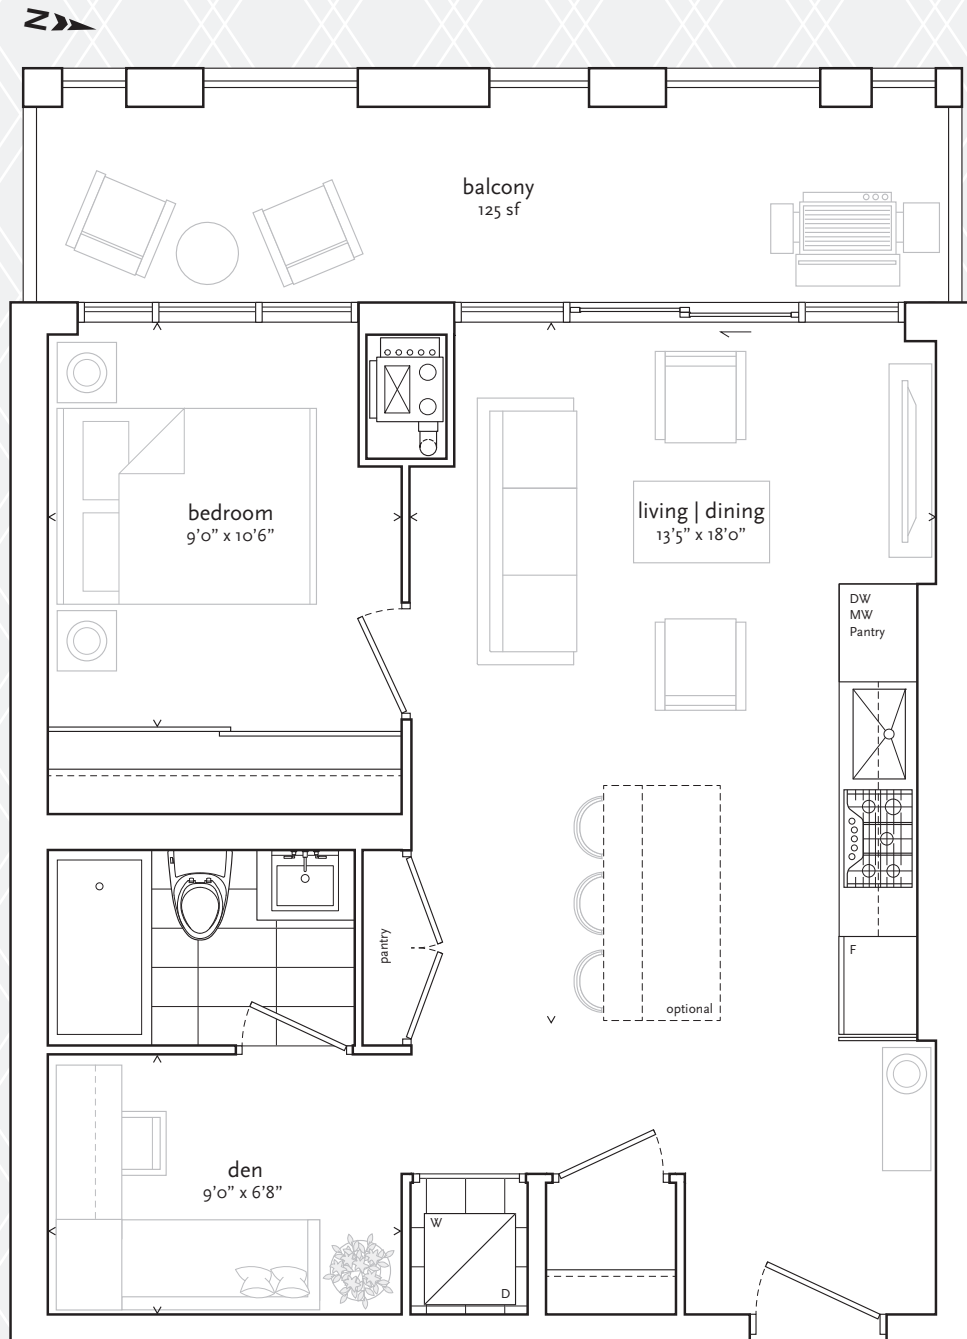 N
balcony
125 sf
bedroom
9'0" x 10'6"
living | dining
13'5" x 18'0"
DW
MW
Pantry
F
pantry
optional
den
9'0" x 6'8"
W
D